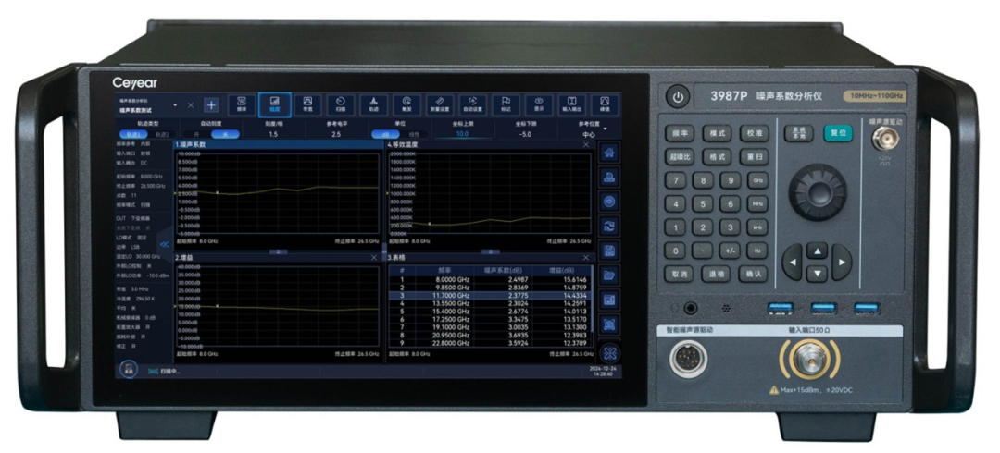 Ceyear
噪声系数分析仪
噪声系数测试
频率
幅度
带宽
扫描
轨迹
触发
测量设置
自动设置
标记
显示
输入输出
峰值
轨迹类型
自动刻度
刻度/格
参考电平
单位
坐标上限
坐标下限
参考位置
轨迹1
轨迹2
开
关
1.5
2.5
dB
线性
10.0
-5.0
中心
频率参考 内部
输入端口 射频
输入耦合 DC
起始频率 8.000 GHz
终止频率 26.500 GHz
点数 11
频率模式 扫描
DUT 下变频器
系统下变频 关
LO模式 固定
边带 LSB
固定LO 30.000 GHz
外部LO控制 关
外部LO功率 -10.0 dBm
带宽 3.0 MHz
冷温度 296.50 K
平均 关
机械衰减器 0 dB
前置放大器 开
损耗补偿 开
修正 开
1.噪声系数
10.000dB
8.500dB
7.000dB
5.500dB
4.000dB
2.500dB
1.000dB
-0.500dB
-2.000dB
-3.500dB
-5.000dB
起始频率 8.0 GHz
终止频率 26.5 GHz
4.等效温度
2000.000K
1800.000K
1600.000K
1400.000K
1200.000K
1000.000K
800.000K
600.000K
400.000K
200.000K
0.000K
起始频率 8.0 GHz
终止频率 26.5 GHz
2.增益
40.000dB
35.000dB
30.000dB
25.000dB
20.000dB
15.000dB
10.000dB
5.000dB
0.000dB
-5.000dB
-10.000dB
起始频率 8.0 GHz
终止频率 26.5 GHz
3.表格
# 频率 噪声系数(dB) 增益(dB)
1 8.0000 GHz 2.4987 15.6146
2 9.8500 GHz 2.8369 14.8759
3 11.7000 GHz 2.3775 14.4334
4 13.5500 GHz 2.3024 14.2591
5 15.4000 GHz 2.6774 14.0113
6 17.2500 GHz 3.3475 13.5170
7 19.1000 GHz 3.0035 13.1300
8 20.9500 GHz 3.6935 12.3983
9 22.8000 GHz 3.5924 12.3789
起始频率 8.0 GHz
终止频率 26.5 GHz
扫描中...
2024-12-24
14:28:40
3987P 噪声系数分析仪
10MHz~110GHz
频率
模式
校准
系统
本地
复位
噪声源驱动
超噪比
格式
重扫
7
8
9
GHz
4
5
6
MHz
1
2
3
kHz
0
.
+/-
Hz
取消
退格
确认
智能噪声源驱动
输入端口50Ω
Max+15dBm, ±20VDC